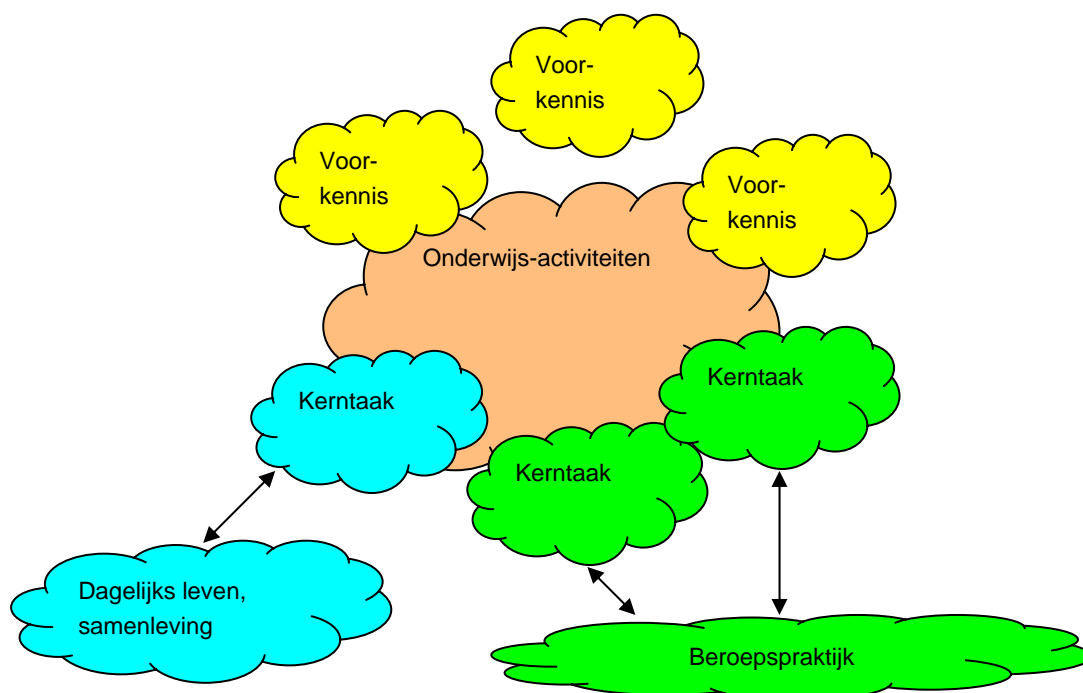 Voor-
kennis
Voor-
kennis
Voor-
kennis
Onderwijs-activiteiten
Kerntaak
Kerntaak
Kerntaak
Dagelijks leven,
samenleving
Beroepspraktijk